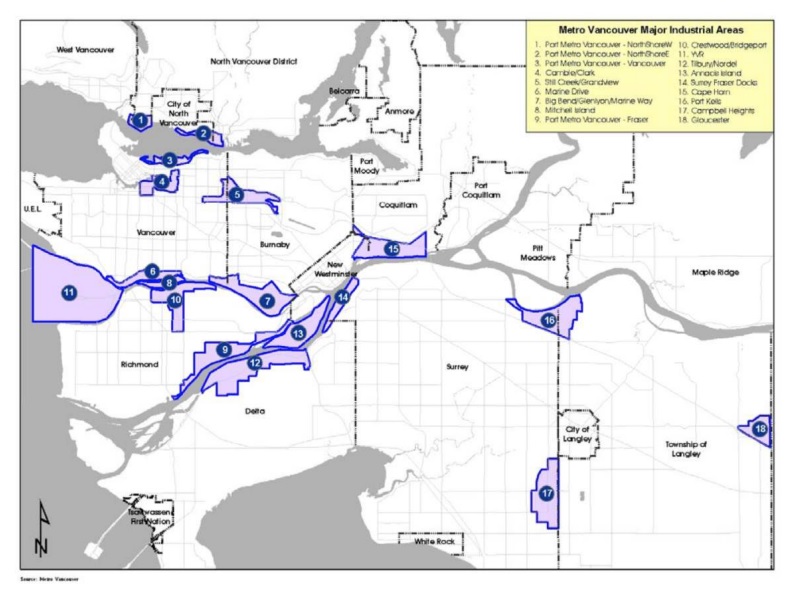 Metro Vancouver Major Industrial Areas
1. Port Metro Vancouver - NorthShoreW
2. Port Metro Vancouver - NorthShoreE
3. Port Metro Vancouver - Vancouver
4. Cambie/Clark
5. Still Creek/Grandview
6. Marine Drive
7. Big Bend/Glenlyon/Marine Way
8. Mitchell Island
9. Port Metro Vancouver - Fraser
10. Crestwood/Bridgeport
11. YVR
12. Tilbury/Nordel
13. Annacis Island
14. Surrey Fraser Docks
15. Cape Horn
16. Port Kells
17. Campbell Heights
18. Gloucester
West Vancouver
North Vancouver District
Belcarra
City of
North
Vancouver
Anmore
1
2
3
Port
Moody
4
Port
Coquitlam
5
Coquitlam
U.E.L.
Vancouver
Burnaby
Pitt
Meadows
15
New
Westminster
Maple Ridge
6
8
11
10
7
14
16
13
9
12
Richmond
Surrey
Delta
City of
Langley
Township of
Langley
18
17
Tsawwassen
First Nation
White Rock
N
Source: Metro Vancouver